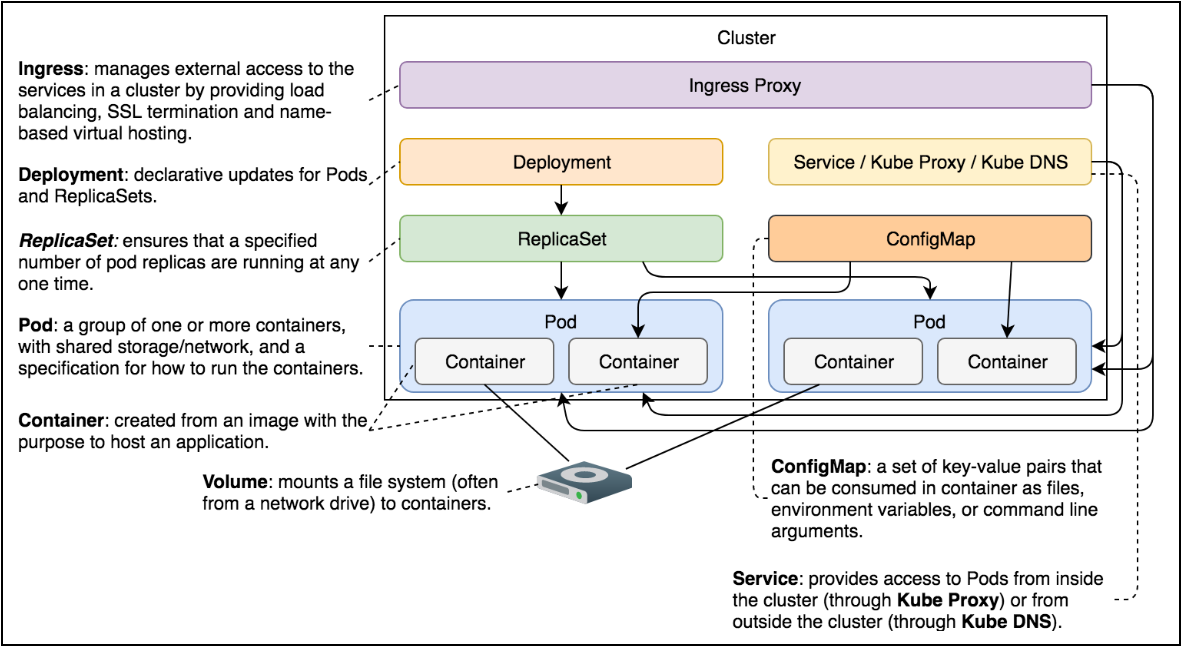 Cluster
Ingress: manages external access to the
services in a cluster by providing load
balancing, SSL termination and name-
based virtual hosting.
Ingress Proxy
Deployment: declarative updates for Pods
and ReplicaSets.
Deployment
Service / Kube Proxy / Kube DNS
ReplicaSet: ensures that a specified
number of pod replicas are running at any
one time.
ReplicaSet
ConfigMap
Pod: a group of one or more containers,
with shared storage/network, and a
specification for how to run the containers.
Pod
Container
Container
Pod
Container
Container
Container: created from an image with the
purpose to host an application.
Volume: mounts a file system (often
from a network drive) to containers.
ConfigMap: a set of key-value pairs that
can be consumed in container as files,
environment variables, or command line
arguments.
Service: provides access to Pods from inside
the cluster (through Kube Proxy) or from
outside the cluster (through Kube DNS).